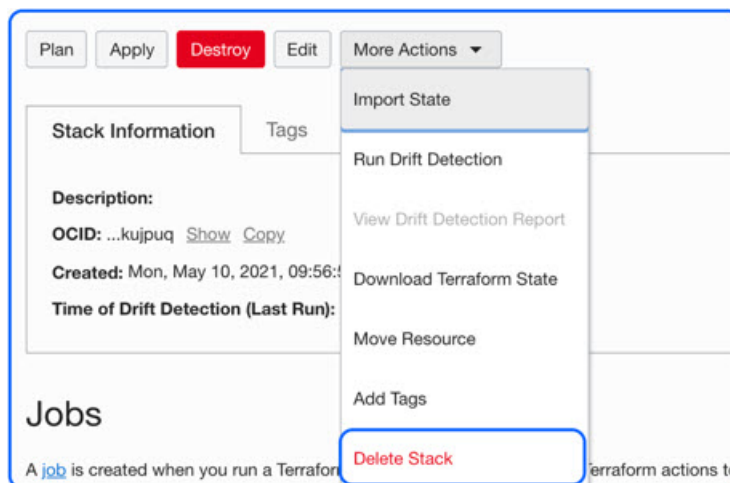 Plan Apply Destroy Edit More Actions
Import State
Stack Information Tags
Run Drift Detection
Description:
View Drift Detection Report
OCID: ...kujpuq Show Copy
Created: Mon, May 10, 2021, 09:56:
Download Terraform State
Time of Drift Detection (Last Run):
Move Resource
Add Tags
Jobs
Delete Stack
A job is created when you run a Terrafor
Terraform actions t